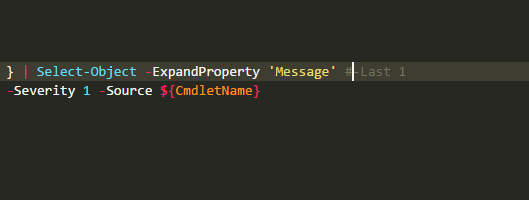 } | Select-Object -ExpandProperty 'Message' #-Last 1
-Severity 1 -Source ${CmdletName}